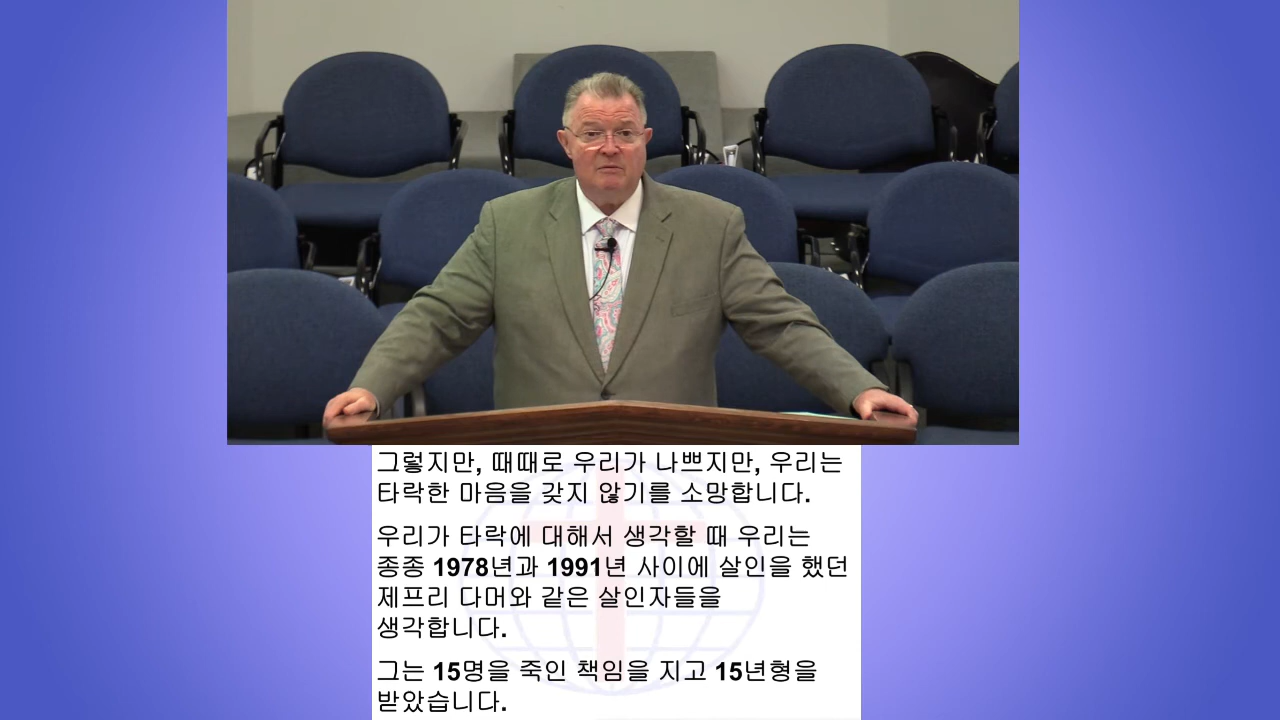 그렇지만, 때때로 우리가 나쁘지만, 우리는
타락한 마음을 갖지 않기를 소망합니다.
우리가 타락에 대해서 생각할 때 우리는
종종 1978년과 1991년 사이에 살인을 했던
제프리 다머와 같은 살인자들을
생각합니다.
그는 15명을 죽인 책임을 지고 15년형을
받았습니다.